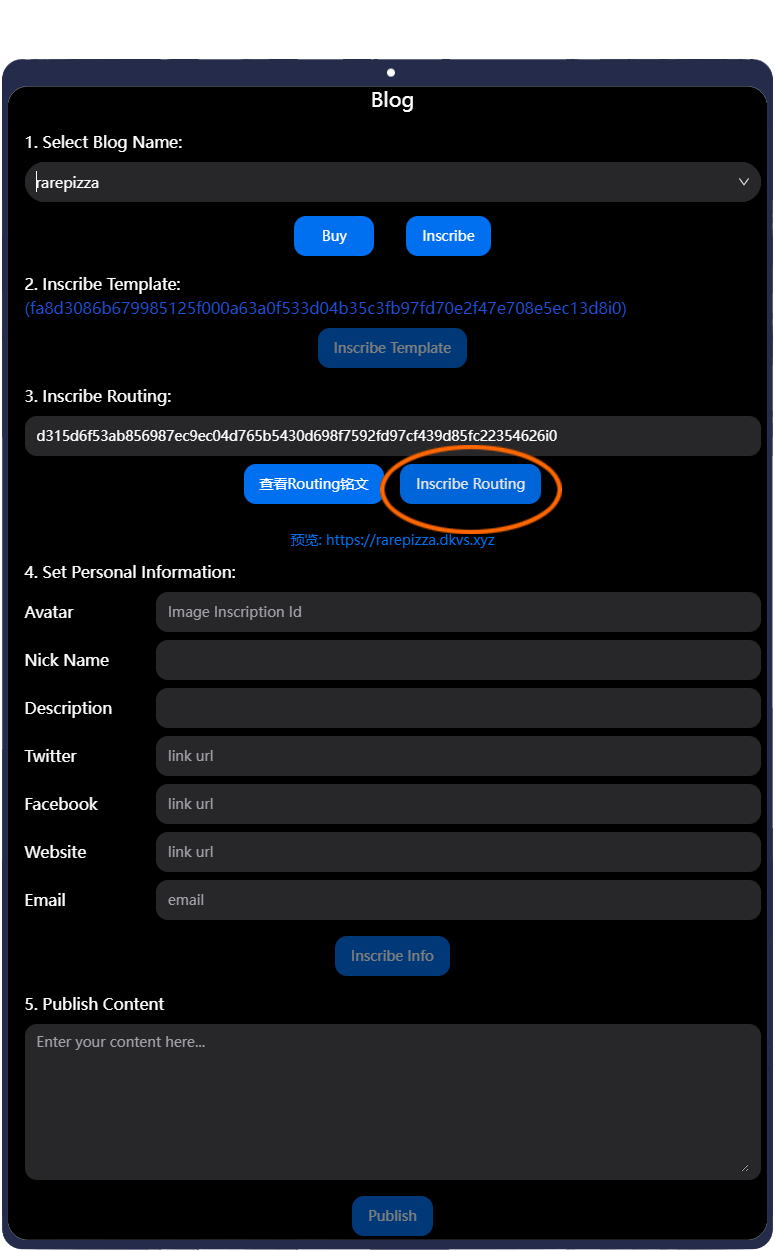 Blog
1. Select Blog Name:
rarepizza
Buy
Inscribe
2. Inscribe Template:
(fa8d3086b679985125f000a63a0f533d04b35c3fb97fd70e2f47e708e5ec13d8i0)
Inscribe Template
3. Inscribe Routing:
d315d6f53ab856987ec9ec04d765b5430d698f7592fd97cf439d85fc22354626i0
查看Routing铭文
Inscribe Routing
预览: https://rarepizza.dkvs.xyz
4. Set Personal Information:
Avatar
Image Inscription Id
Nick Name
Description
Twitter
link url
Facebook
link url
Website
link url
Email
email
Inscribe Info
5. Publish Content
Enter your content here...
Publish